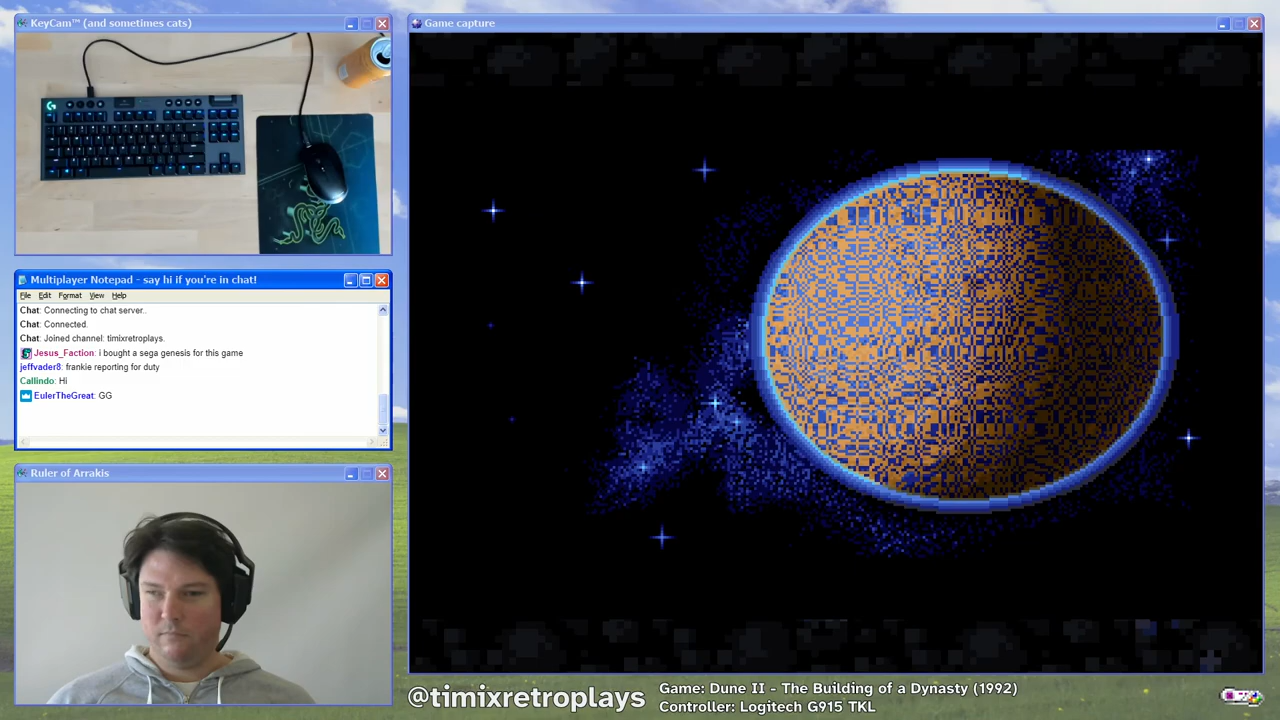 KeyCam™ (and sometimes cats)
Game capture
Multiplayer Notepad - say hi if you're in chat!
File Edit Format View Help
Chat: Connecting to chat server..
Chat: Connected.
Chat: Joined channel: timixretroplays.
Jesus_Faction: i bought a sega genesis for this game
jeffvader8: frankie reporting for duty
Callindo: Hi
EulerTheGreat: GG
Ruler of Arrakis
@timixretroplays
Game: Dune II - The Building of a Dynasty (1992)
Controller: Logitech G915 TKL